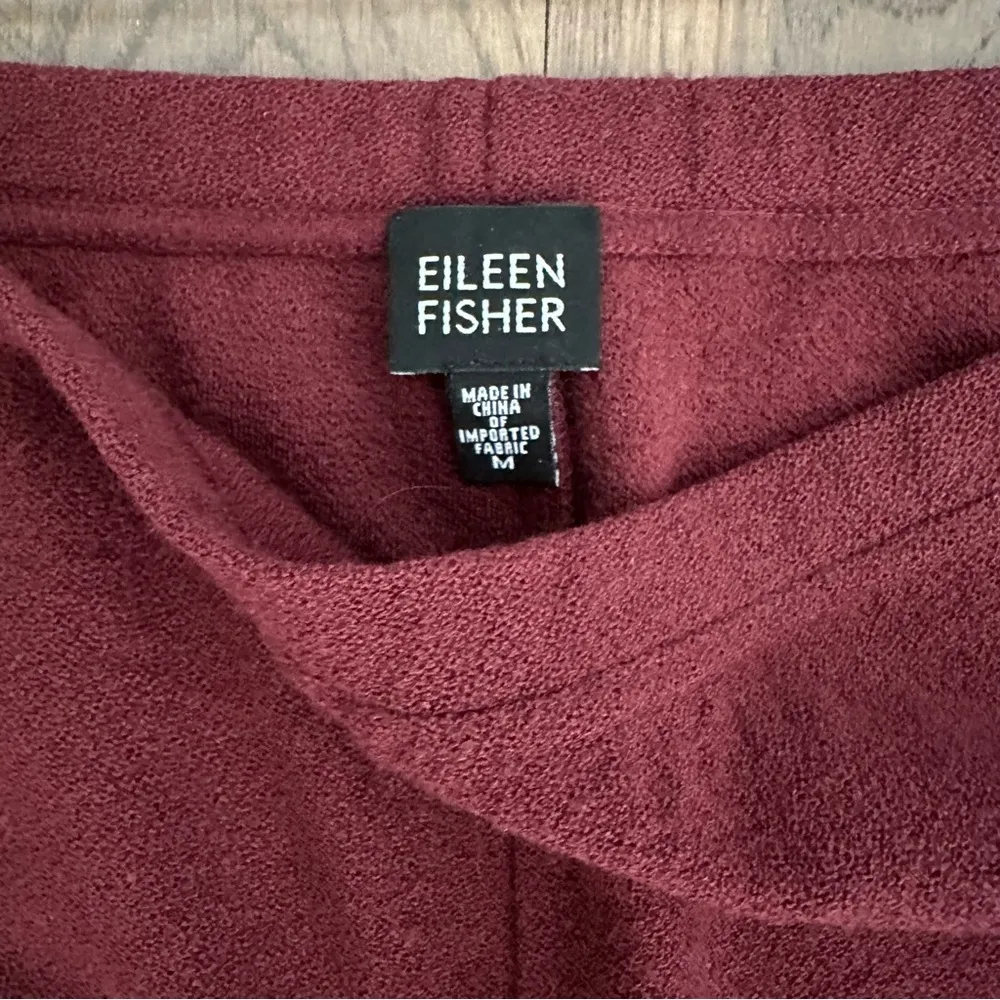 EILEEN
FISHER
MADE IN
CHINA
OF
IMPORTED
FABRIC
M